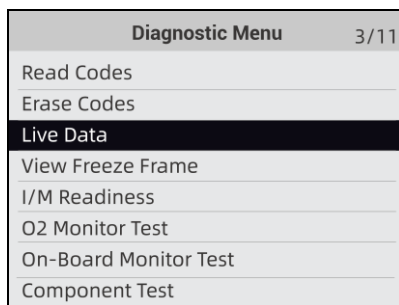 Diagnostic Menu 3/11
Read Codes
Erase Codes
Live Data
View Freeze Frame
I/M Readiness
O2 Monitor Test
On-Board Monitor Test
Component Test